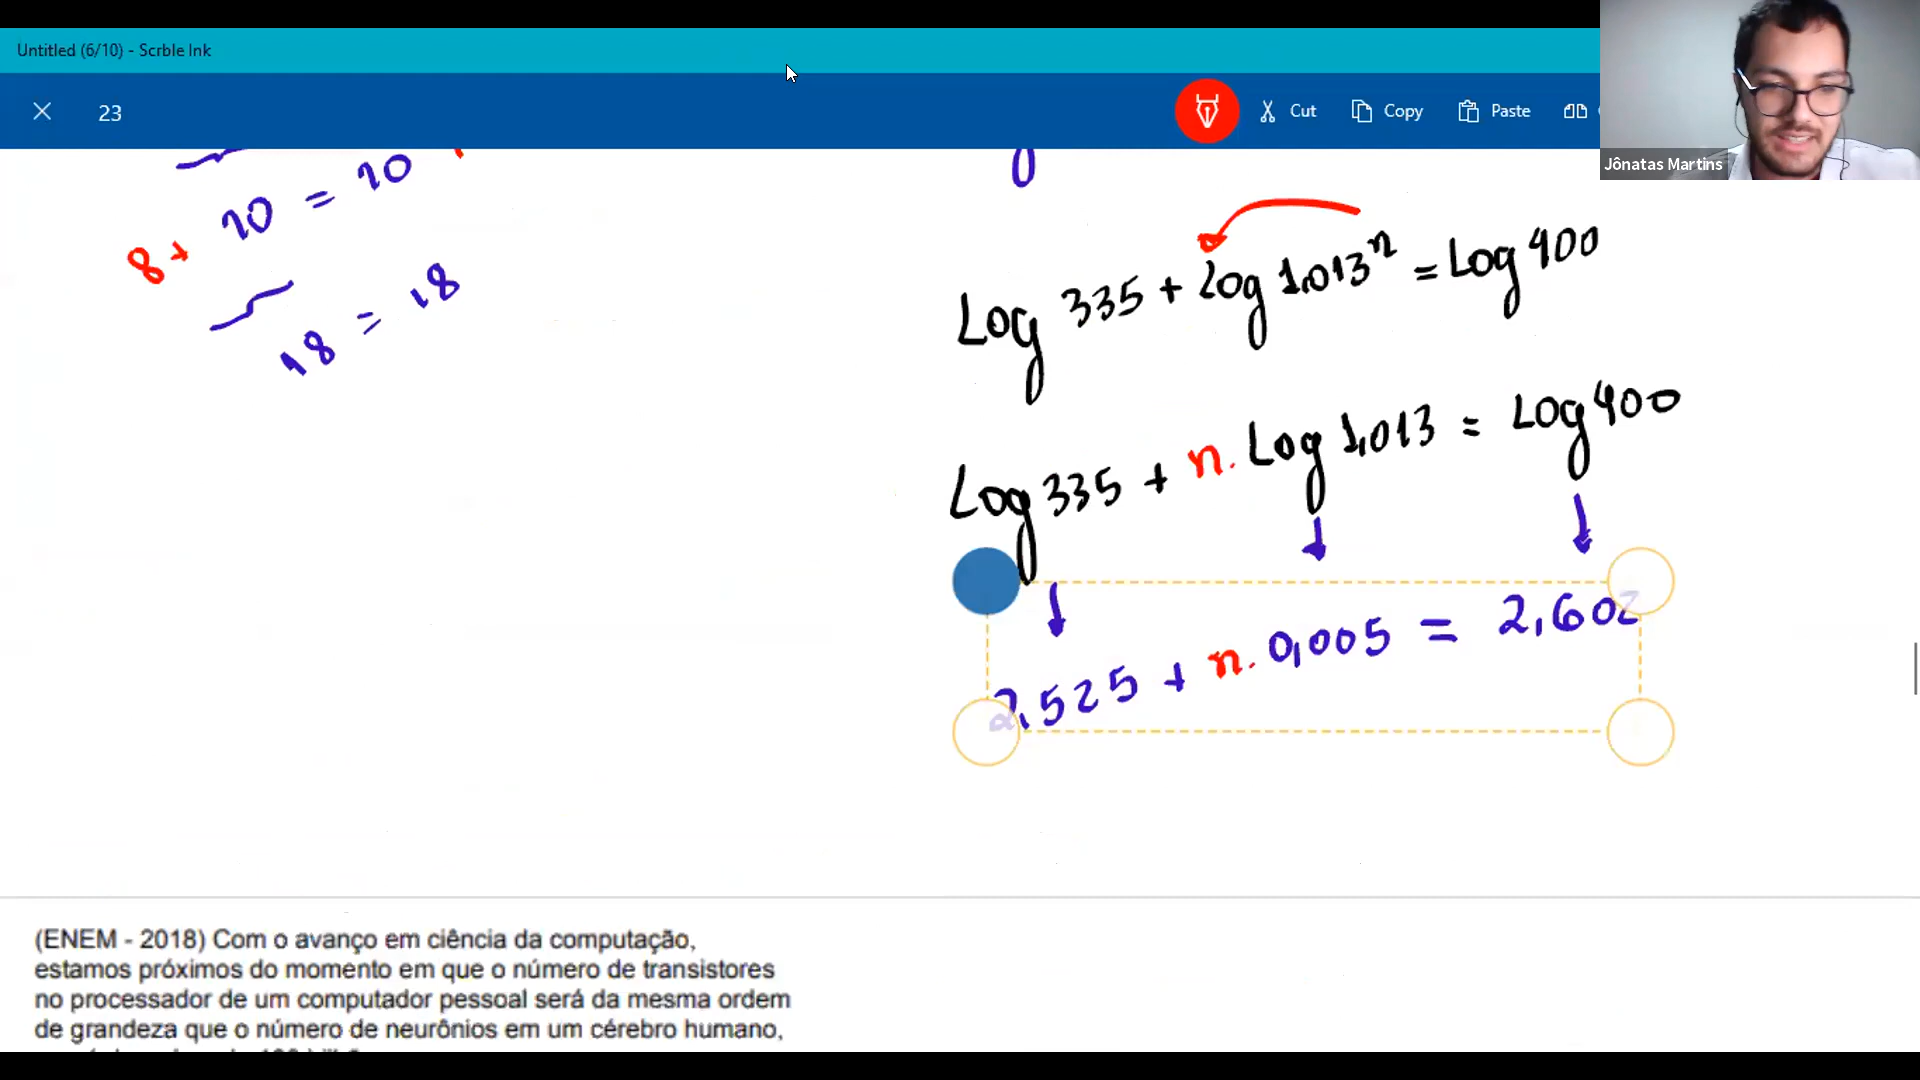 Untitled (6/10) - Scrble Ink
23
Cut
Copy
Paste
Jônatas Martins
10 = 10
8 +
18 = 18
Log 335 + Log 1,013ⁿ = Log 400
Log 335 + n. Log 1,013 = Log 400
2,525 + n. 0,005 = 2,602
(ENEM - 2018) Com o avanço em ciência da computação,
estamos próximos do momento em que o número de transistores
no processador de um computador pessoal será da mesma ordem
de grandeza que o número de neurônios em um cérebro humano,